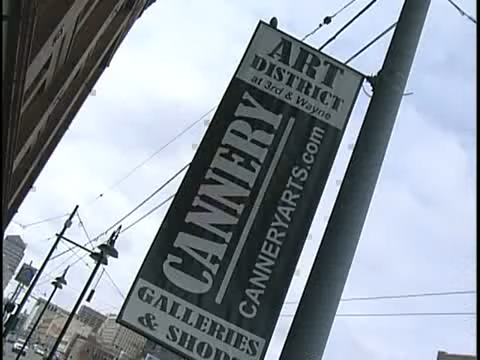 ART
DISTRICT
at 3rd & Wayne
CANNERY
CANNERYARTS.com
GALLERIES
& SHOPS